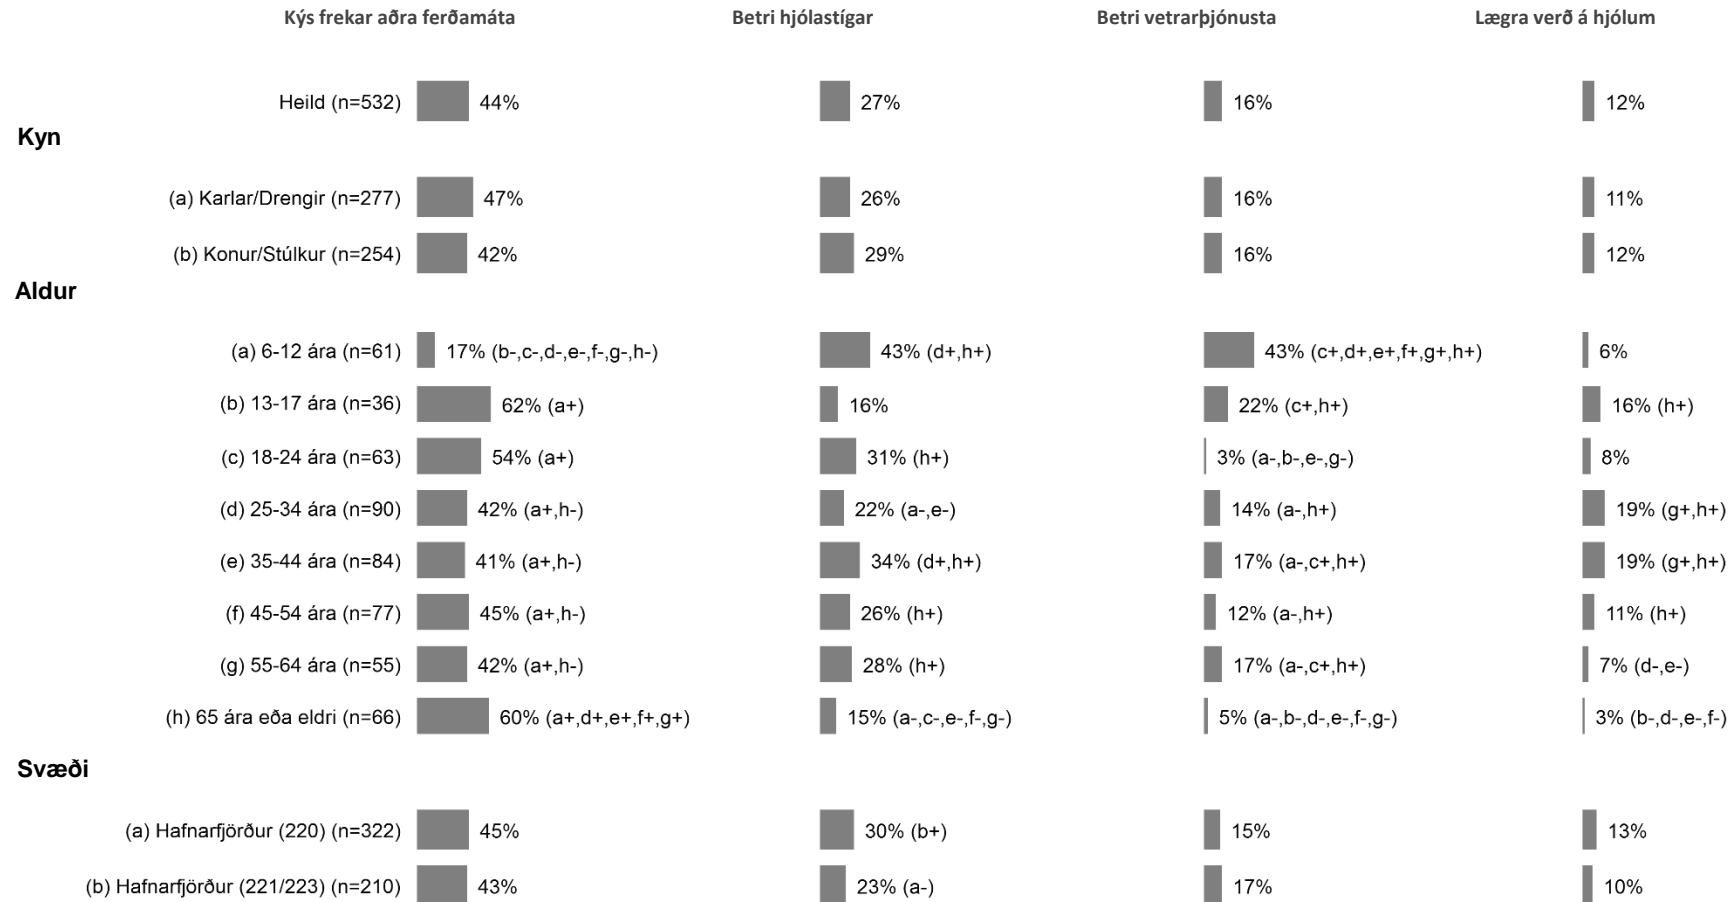 Kýs frekar aðra ferðamáta Betri hjólastígar Betri vetrarþjónusta Lægra verð á hjólum
Heild (n=532) 44% 27% 16% 12%
Kyn
(a) Karlar/Drengir (n=277) 47% 26% 16% 11%
(b) Konur/Stúlkur (n=254) 42% 29% 16% 12%
Aldur
(a) 6-12 ára (n=61) 17% (b-,c-,d-,e-,f-,g-,h-) 43% (d+,h+) 43% (c+,d+,e+,f+,g+,h+) 6%
(b) 13-17 ára (n=36) 62% (a+) 16% 22% (c+,h+) 16% (h+)
(c) 18-24 ára (n=63) 54% (a+) 31% (h+) 3% (a-,b-,e-,g-) 8%
(d) 25-34 ára (n=90) 42% (a+,h-) 22% (a-,e-) 14% (a-,h+) 19% (g+,h+)
(e) 35-44 ára (n=84) 41% (a+,h-) 34% (d+,h+) 17% (a-,c+,h+) 19% (g+,h+)
(f) 45-54 ára (n=77) 45% (a+,h-) 26% (h+) 12% (a-,h+) 11% (h+)
(g) 55-64 ára (n=55) 42% (a+,h-) 28% (h+) 17% (a-,c+,h+) 7% (d-,e-)
(h) 65 ára eða eldri (n=66) 60% (a+,d+,e+,f+,g+) 15% (a-,c-,e-,f-,g-) 5% (a-,b-,d-,e-,f-,g-) 3% (b-,d-,e-,f-)
Svæði
(a) Hafnarfjörður (220) (n=322) 45% 30% (b+) 15% 13%
(b) Hafnarfjörður (221/223) (n=210) 43% 23% (a-) 17% 10%